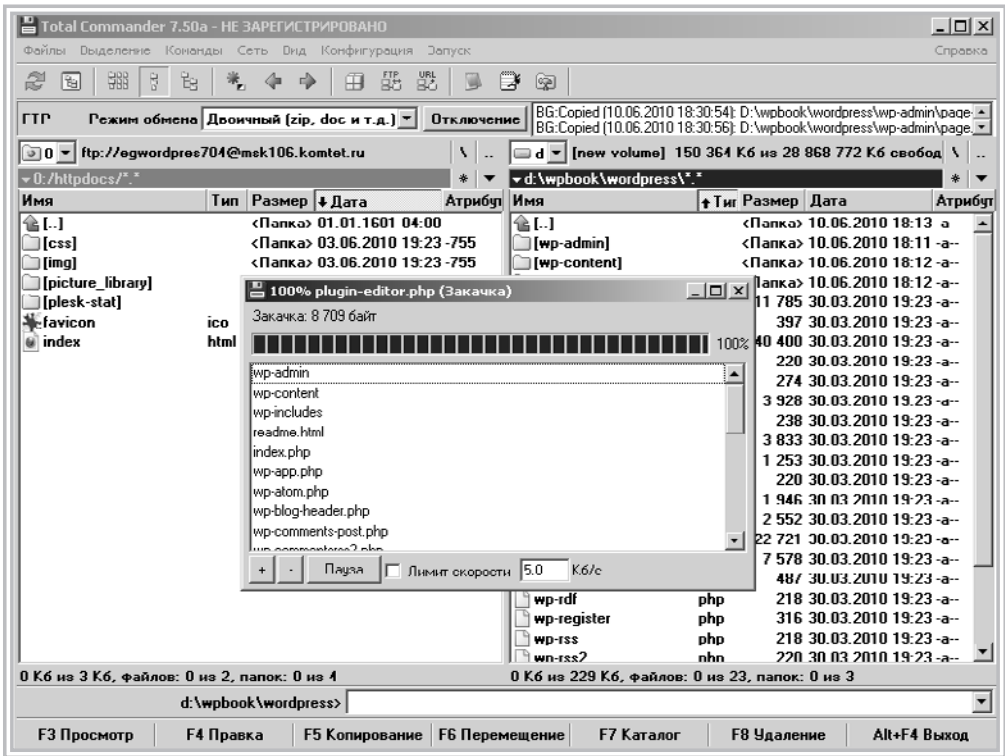 Total Commander 7.50a - НЕ ЗАРЕГИСТРИРОВАНО
Файлы Выделение Команды Сеть Вид Конфигурация Запуск Справка
FTP URL
FTP Режим обмена Двоичный (zip, doc и т.д.) Отключение
BG:Copied (10.06.2010 18:30:54): D:\wpbook\wordpress\wp-admin\page-
BG:Copied (10.06.2010 18:30:56): D:\wpbook\wordpress\wp-admin\page.
0 ftp://egwordpres704@msk106.komtet.ru \ .. d [new volume] 150 364 Кб из 28 868 772 Кб свобод \ ..
0:/httpdocs/*.* * d:\wpbook\wordpress\*.* *
Имя Тип Размер Дата Атрибут Имя Тип Размер Дата Атрибут
[..] <Папка> 01.01.1601 04:00 [..] <Папка> 10.06.2010 18:13 -a
[css] <Папка> 03.06.2010 19:23 -755 [wp-admin] <Папка> 10.06.2010 18:11 -a--
[img] <Папка> 03.06.2010 19:23 -755 [wp-content] <Папка> 10.06.2010 18:12 -a--
[picture_library] 10.06.2010 18:12 -a--
[plesk-stat] 11 785 30.03.2010 19:23 -a--
favicon ico 397 30.03.2010 19:23 -a--
index html 40 400 30.03.2010 19:23 -a--
220 30.03.2010 19:23 -a--
274 30.03.2010 19:23 -a--
3 928 30.03.2010 19:23 -a--
238 30.03.2010 19:23 -a--
3 833 30.03.2010 19:23 -a--
1 253 30.03.2010 19:23 -a--
220 30.03.2010 19:23 -a--
1 946 30.03.2010 19:23 -a--
2 552 30.03.2010 19:23 -a--
22 721 30.03.2010 19:23 -a--
7 578 30.03.2010 19:23 -a--
487 30.03.2010 19:23 -a--
wp-rdf php 218 30.03.2010 19:23 -a--
wp-register php 316 30.03.2010 19:23 -a--
wp-rss php 218 30.03.2010 19:23 -a--
wp-rss2 php 220 30.03.2010 19:23 -a--
100% plugin-editor.php (Закачка)
Закачка: 8 709 байт
100%
wp-admin
wp-content
wp-includes
readme.html
index.php
wp-app.php
wp-atom.php
wp-blog-header.php
wp-comments-post.php
+ - Пауза Лимит скорости 5.0 Кб/с
0 Кб из 3 Кб, файлов: 0 из 2, папок: 0 из 4 0 Кб из 229 Кб, файлов: 0 из 23, папок: 0 из 3
d:\wpbook\wordpress>
F3 Просмотр F4 Правка F5 Копирование F6 Перемещение F7 Каталог F8 Удаление Alt+F4 Выход